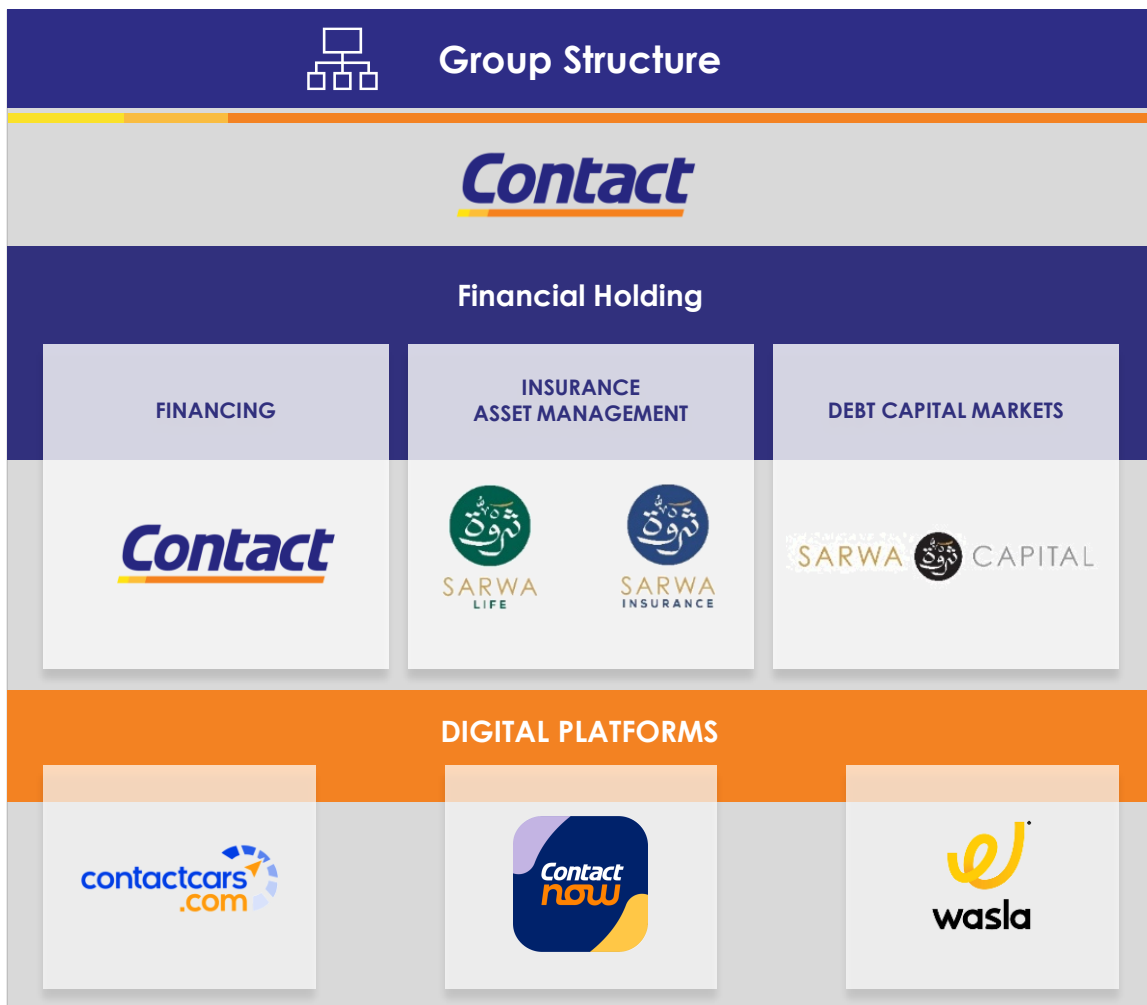 Group Structure
Contact
Financial Holding
FINANCING
INSURANCE
ASSET MANAGEMENT
DEBT CAPITAL MARKETS
Contact
ثروة
SARWA
LIFE
ثروة
SARWA
INSURANCE
SARWA ثروة CAPITAL
DIGITAL PLATFORMS
contactcars
.com
Contact
now
wasla